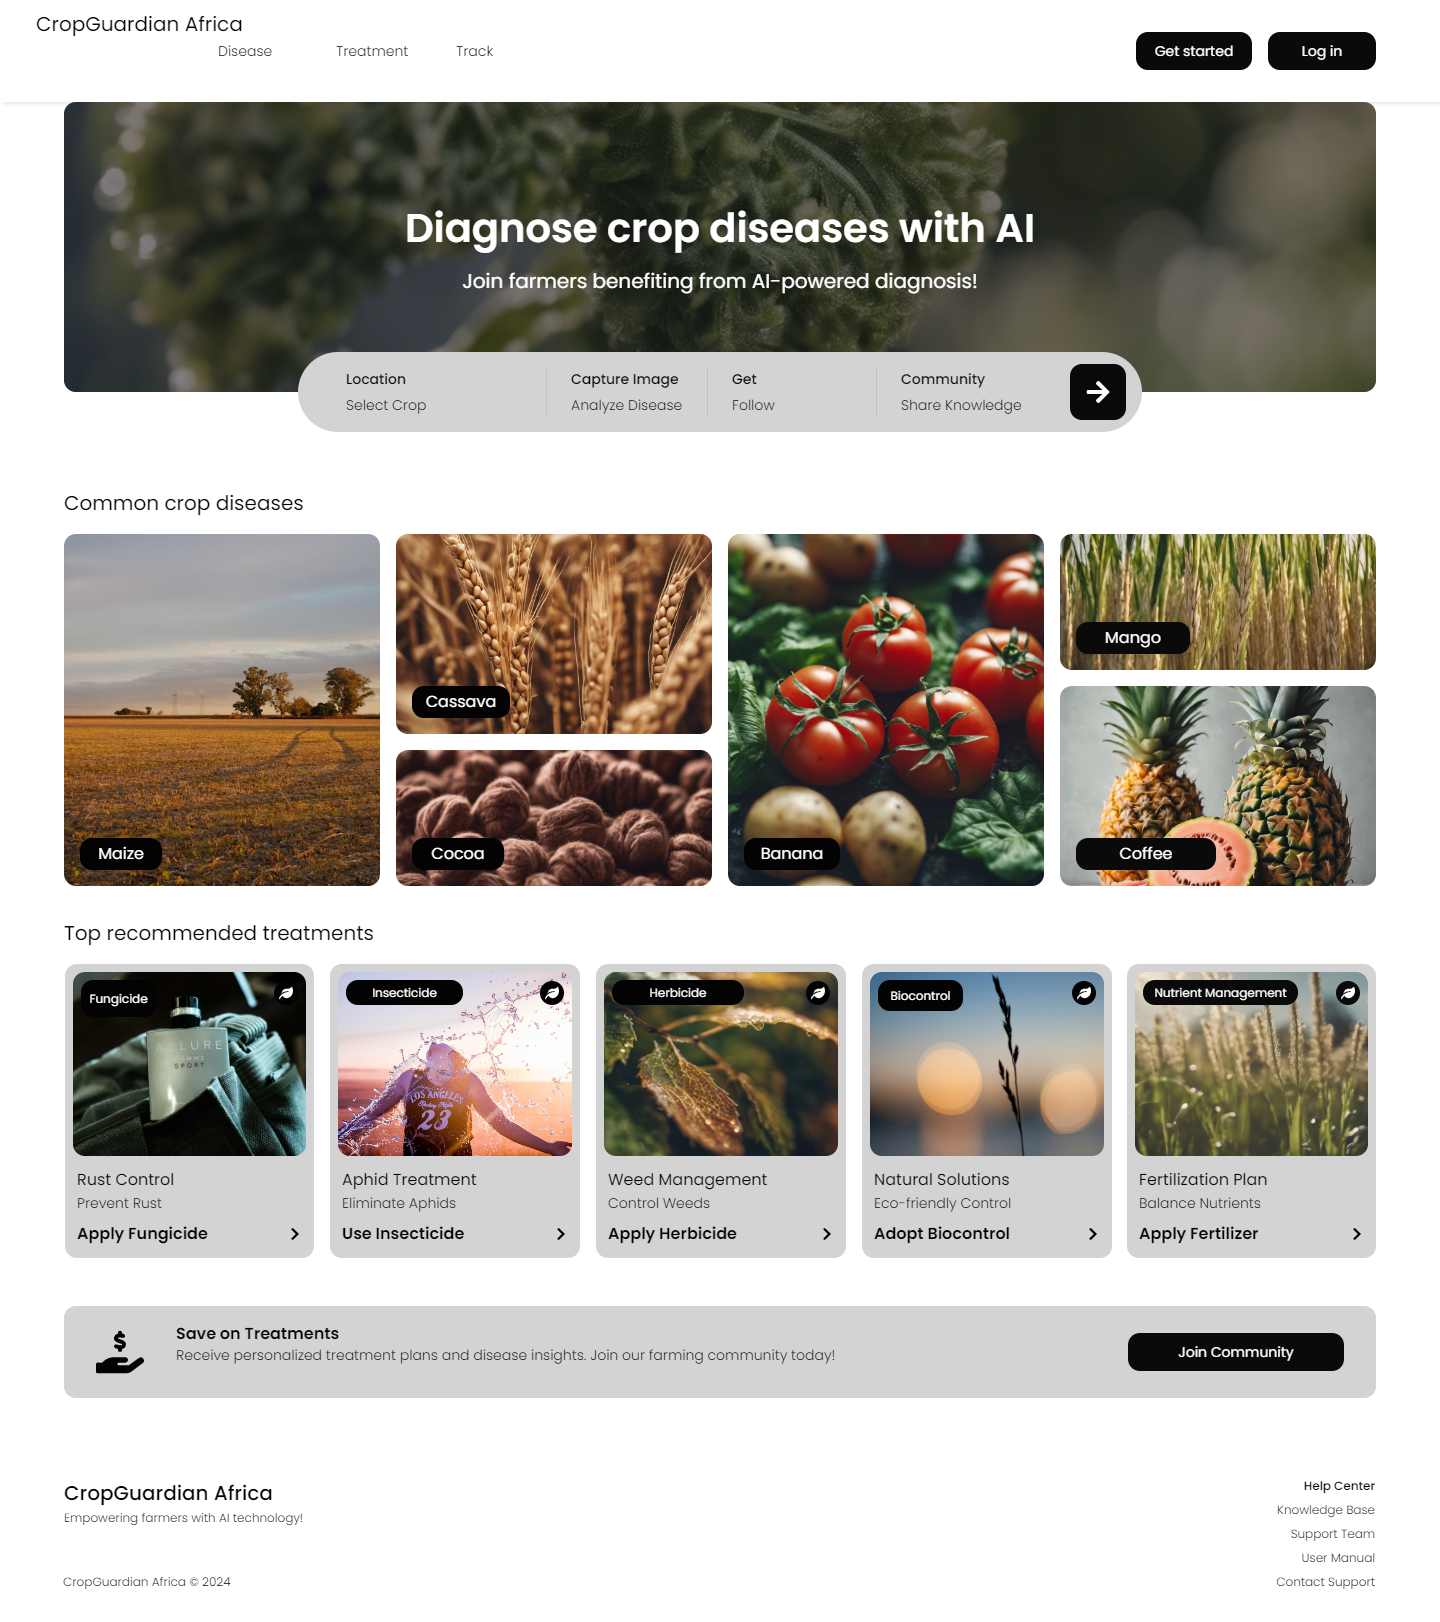 CropGuardian Africa
Disease
Treatment
Track
Get started
Log in
Diagnose crop diseases with AI
Join farmers benefiting from AI-powered diagnosis!
Location
Select Crop
Capture Image
Analyze Disease
Get
Follow
Community
Share Knowledge
Common crop diseases
Maize
Cassava
Cocoa
Banana
Mango
Coffee
Top recommended treatments
Fungicide
ALLURE
HOMME
SPORT
Rust Control
Prevent Rust
Apply Fungicide
Insecticide
LOS ANGELES
23
Aphid Treatment
Eliminate Aphids
Use Insecticide
Herbicide
Weed Management
Control Weeds
Apply Herbicide
Biocontrol
Natural Solutions
Eco-friendly Control
Adopt Biocontrol
Nutrient Management
Fertilization Plan
Balance Nutrients
Apply Fertilizer
Save on Treatments
Receive personalized treatment plans and disease insights. Join our farming community today!
Join Community
CropGuardian Africa
Empowering farmers with AI technology!
CropGuardian Africa © 2024
Help Center
Knowledge Base
Support Team
User Manual
Contact Support